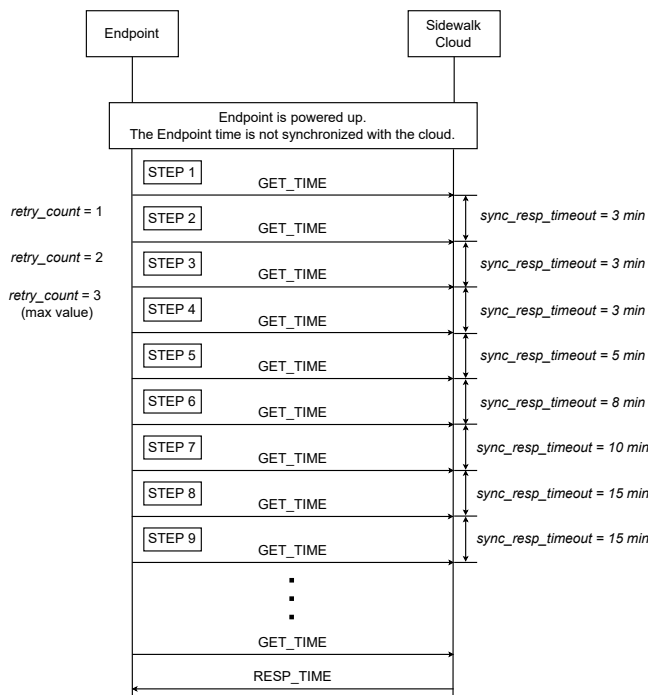 Endpoint
Sidewalk
Cloud
Endpoint is powered up.
The Endpoint time is not synchronized with the cloud.
STEP 1
GET_TIME
retry_count = 1
STEP 2
GET_TIME
sync_resp_timeout = 3 min
retry_count = 2
STEP 3
GET_TIME
sync_resp_timeout = 3 min
retry_count = 3
(max value)
STEP 4
GET_TIME
sync_resp_timeout = 3 min
STEP 5
GET_TIME
sync_resp_timeout = 5 min
STEP 6
GET_TIME
sync_resp_timeout = 8 min
STEP 7
GET_TIME
sync_resp_timeout = 10 min
STEP 8
GET_TIME
sync_resp_timeout = 15 min
STEP 9
GET_TIME
sync_resp_timeout = 15 min
GET_TIME
RESP_TIME